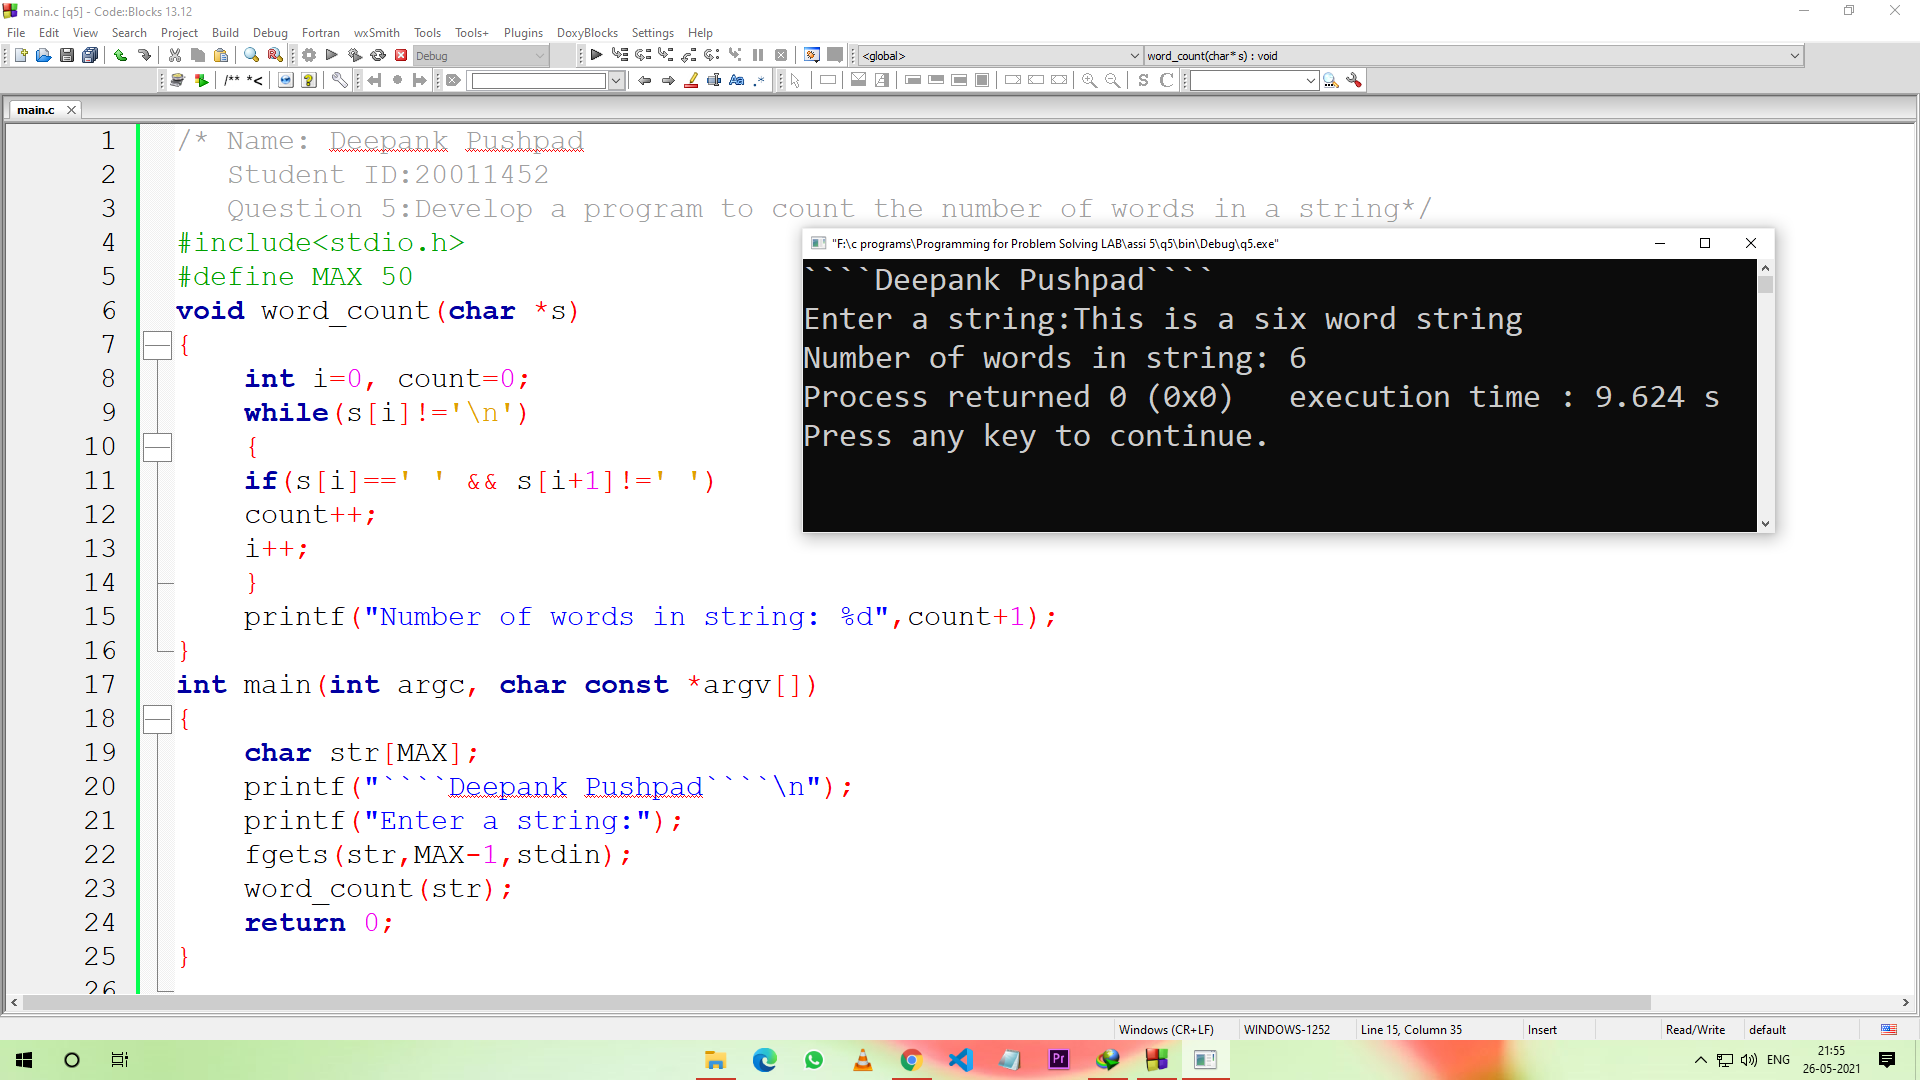 main.c [q5] - Code::Blocks 13.12
File Edit View Search Project Build Debug Fortran wxSmith Tools Tools+ Plugins DoxyBlocks Settings Help
Debug <global> word_count(char* s) : void
/** *< Aa .* S C
main.c
1 /* Name: Deepank Pushpad
2 Student ID:20011452
3 Question 5:Develop a program to count the number of words in a string*/
4 #include<stdio.h>
5 #define MAX 50
6 void word_count(char *s)
7 {
8 int i=0, count=0;
9 while(s[i]!='\n')
10 {
11 if(s[i]==' ' && s[i+1]!=' ')
12 count++;
13 i++;
14 }
15 printf("Number of words in string: %d",count+1);
16 }
17 int main(int argc, char const *argv[])
18 {
19 char str[MAX];
20 printf("````Deepank Pushpad````\n");
21 printf("Enter a string:");
22 fgets(str,MAX-1,stdin);
23 word_count(str);
24 return 0;
25 }
26
"F:\c programs\Programming for Problem Solving LAB\assi 5\q5\bin\Debug\q5.exe"
````Deepank Pushpad````
Enter a string:This is a six word string
Number of words in string: 6
Process returned 0 (0x0) execution time : 9.624 s
Press any key to continue.
Windows (CR+LF) WINDOWS-1252 Line 15, Column 35 Insert Read/Write default
Pr ENG 21:55
26-05-2021